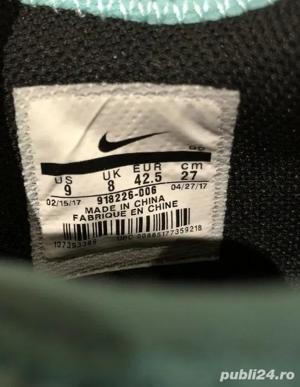 US UK EUR cm
9 8 42.5 27
02/15/17 918226-006 04/27/17
MADE IN CHINA
FABRIQUE EN CHINE
publi24.ro